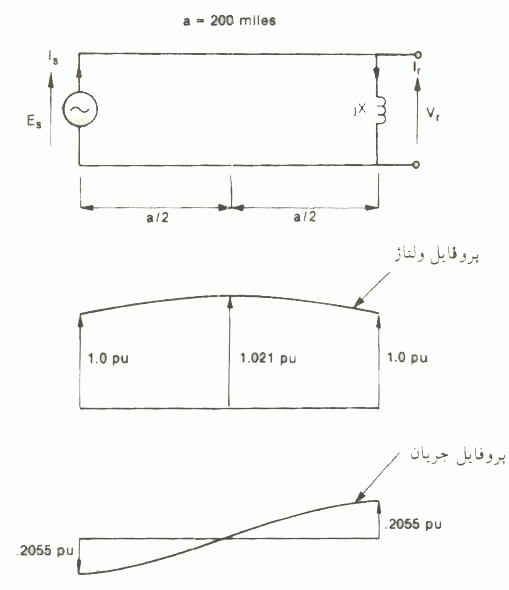 a = 200 miles
Is
Es
jX
Ir
Vr
a/2
a/2
پروفایل ولتاژ
1.0 pu
1.021 pu
1.0 pu
پروفایل جریان
.2055 pu
.2055 pu